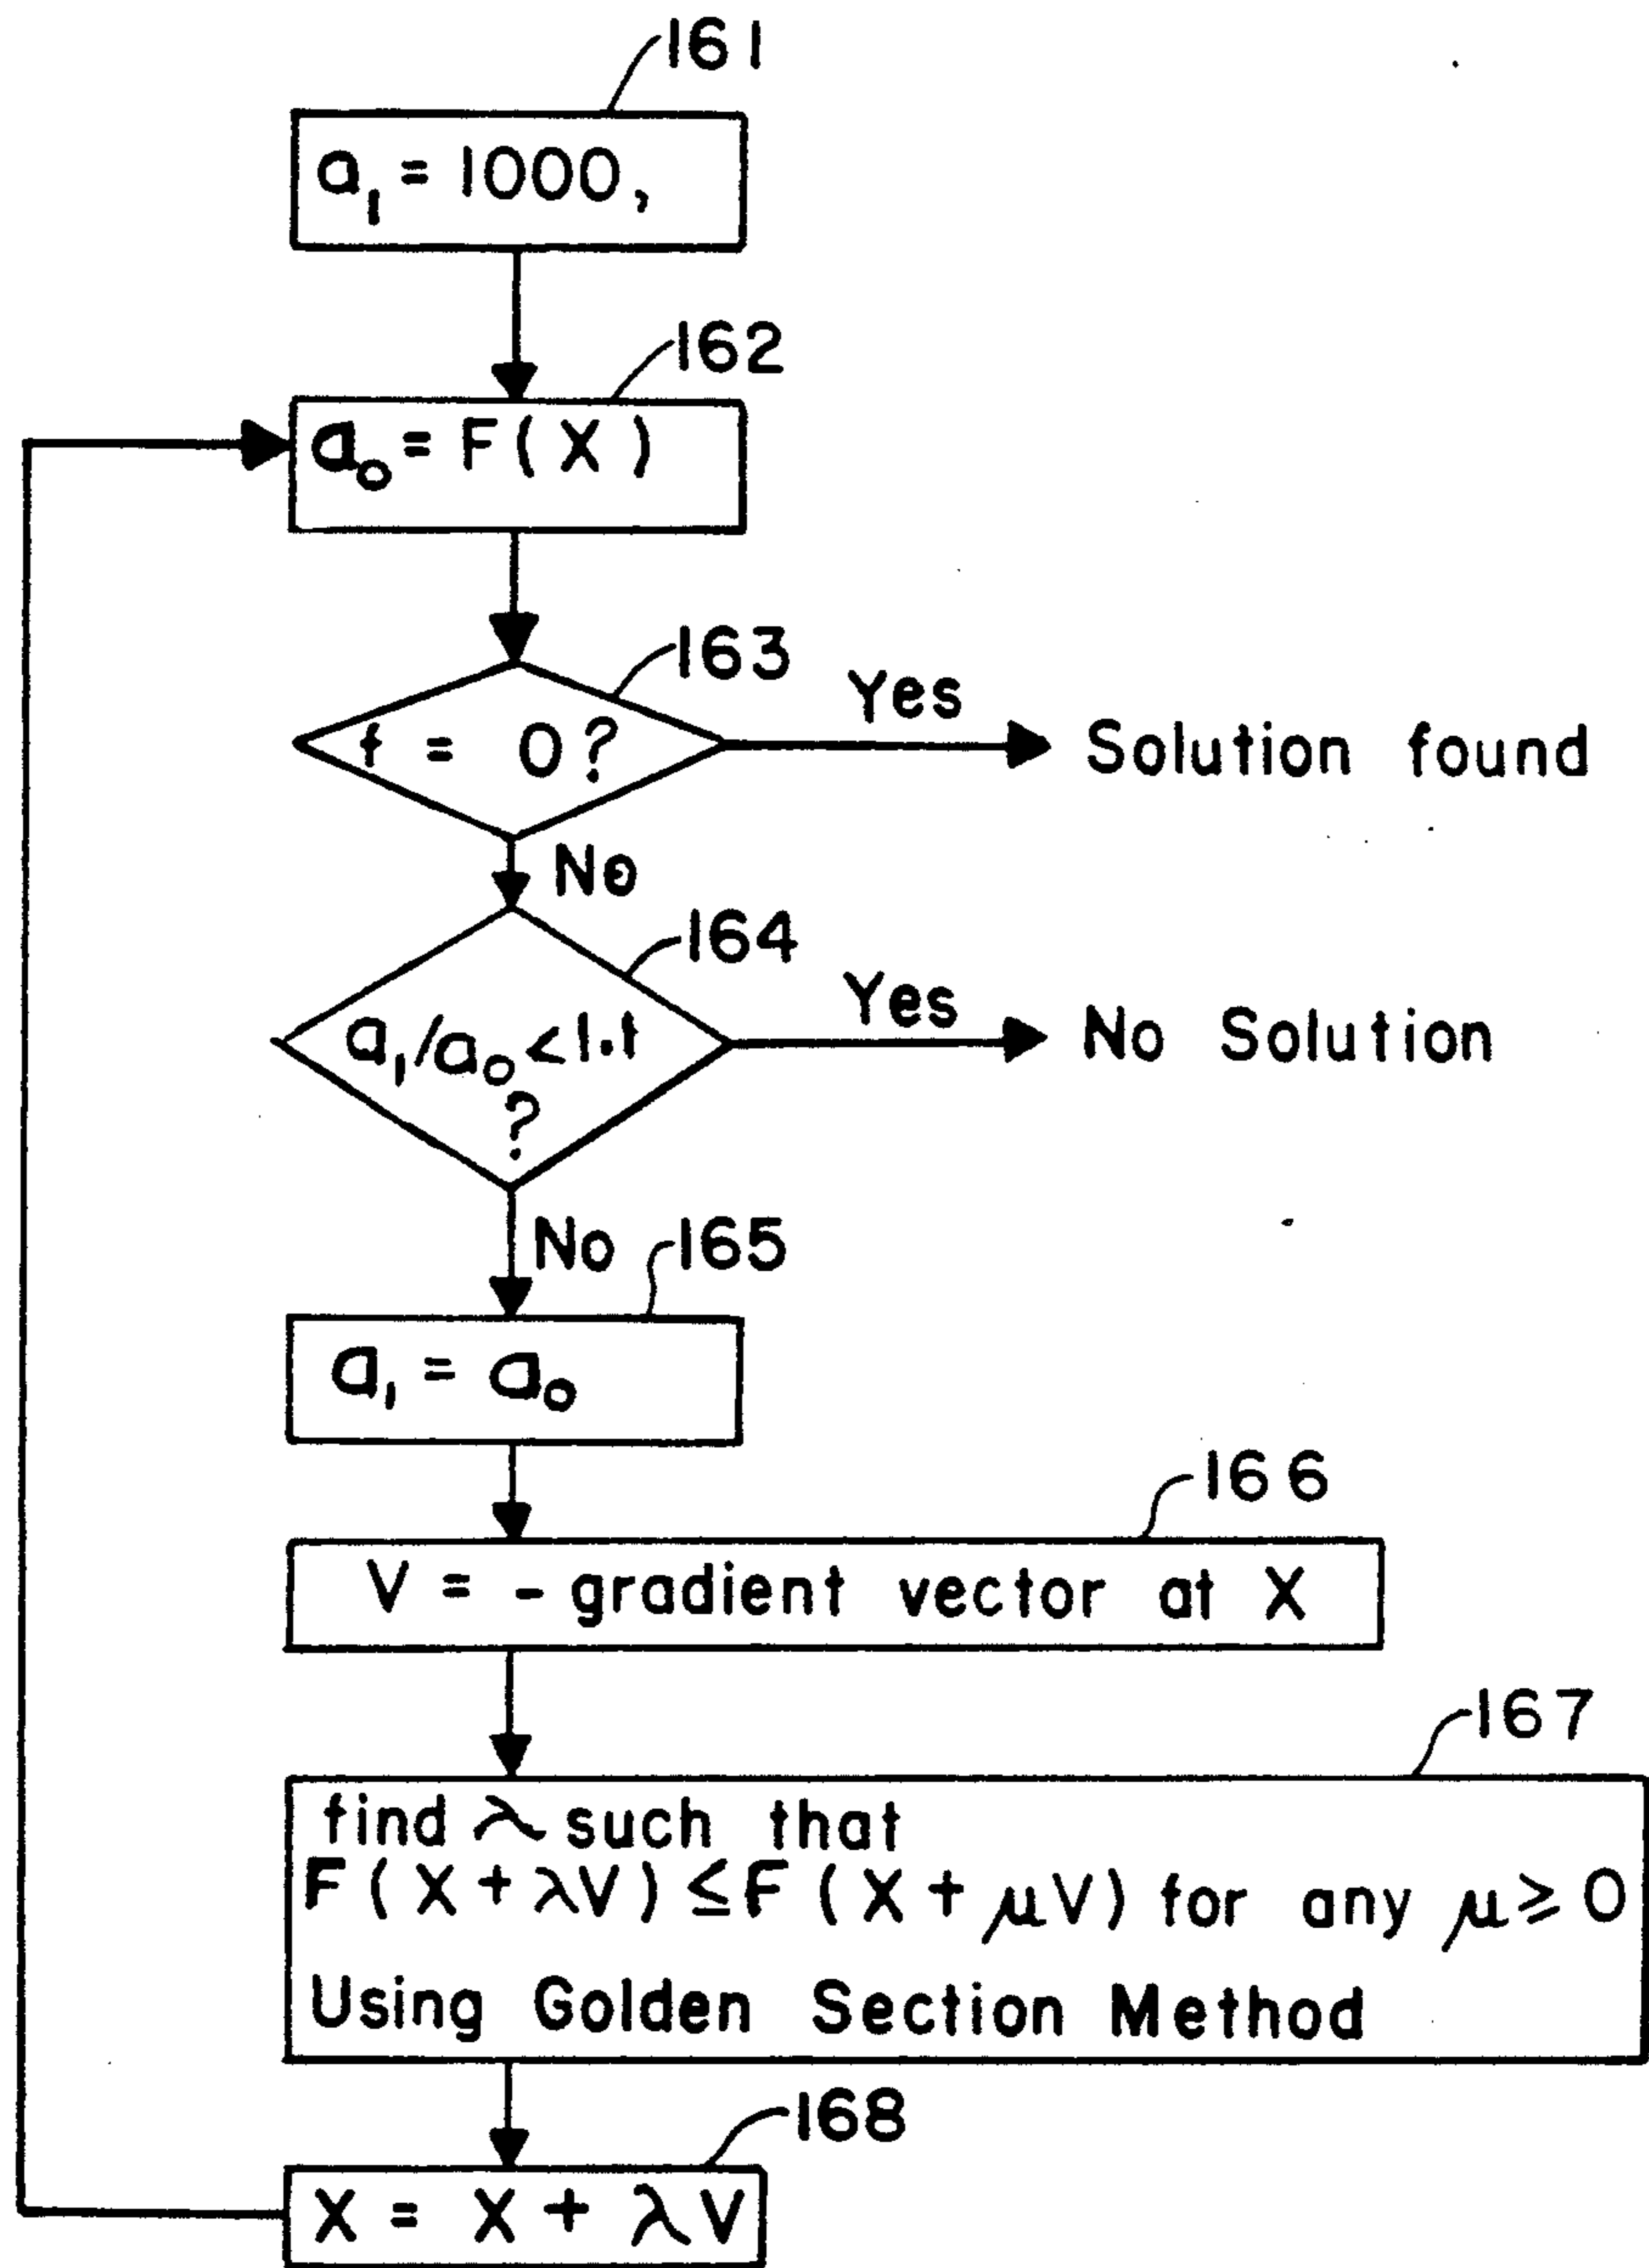 161
a₁ = 1000,
162
a₀ = F(X)
163
f = 0?
Yes
Solution found
No
164
a₁/a₀ < 1.1
?
Yes
No Solution
No
165
a₁ = a₀
166
V = - gradient vector at X
167
find λ such that
F(X + λV) ≤ F(X + μV) for any μ ≥ 0
Using Golden Section Method
168
X = X + λV